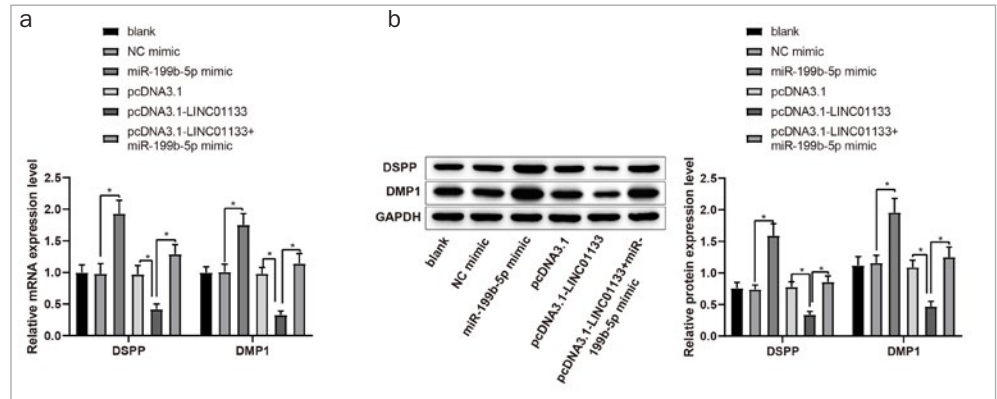 a
blank
NC mimic
miR-199b-5p mimic
pcDNA3.1
pcDNA3.1-LINC01133
pcDNA3.1-LINC01133+
miR-199b-5p mimic
Relative mRNA expression level
2.5
2.0
1.5
1.0
0.5
0.0
* * * * * *
DSPP DMP1
b
DSPP
DMP1
GAPDH
blank
NC mimic
miR-199b-5p mimic
pcDNA3.1
pcDNA3.1-LINC01133
pcDNA3.1-LINC01133+miR-
199b-5p mimic
blank
NC mimic
miR-199b-5p mimic
pcDNA3.1
pcDNA3.1-LINC01133
pcDNA3.1-LINC01133+
miR-199b-5p mimic
Relative protein expression level
2.5
2.0
1.5
1.0
0.5
0.0
* * * * * *
DSPP DMP1